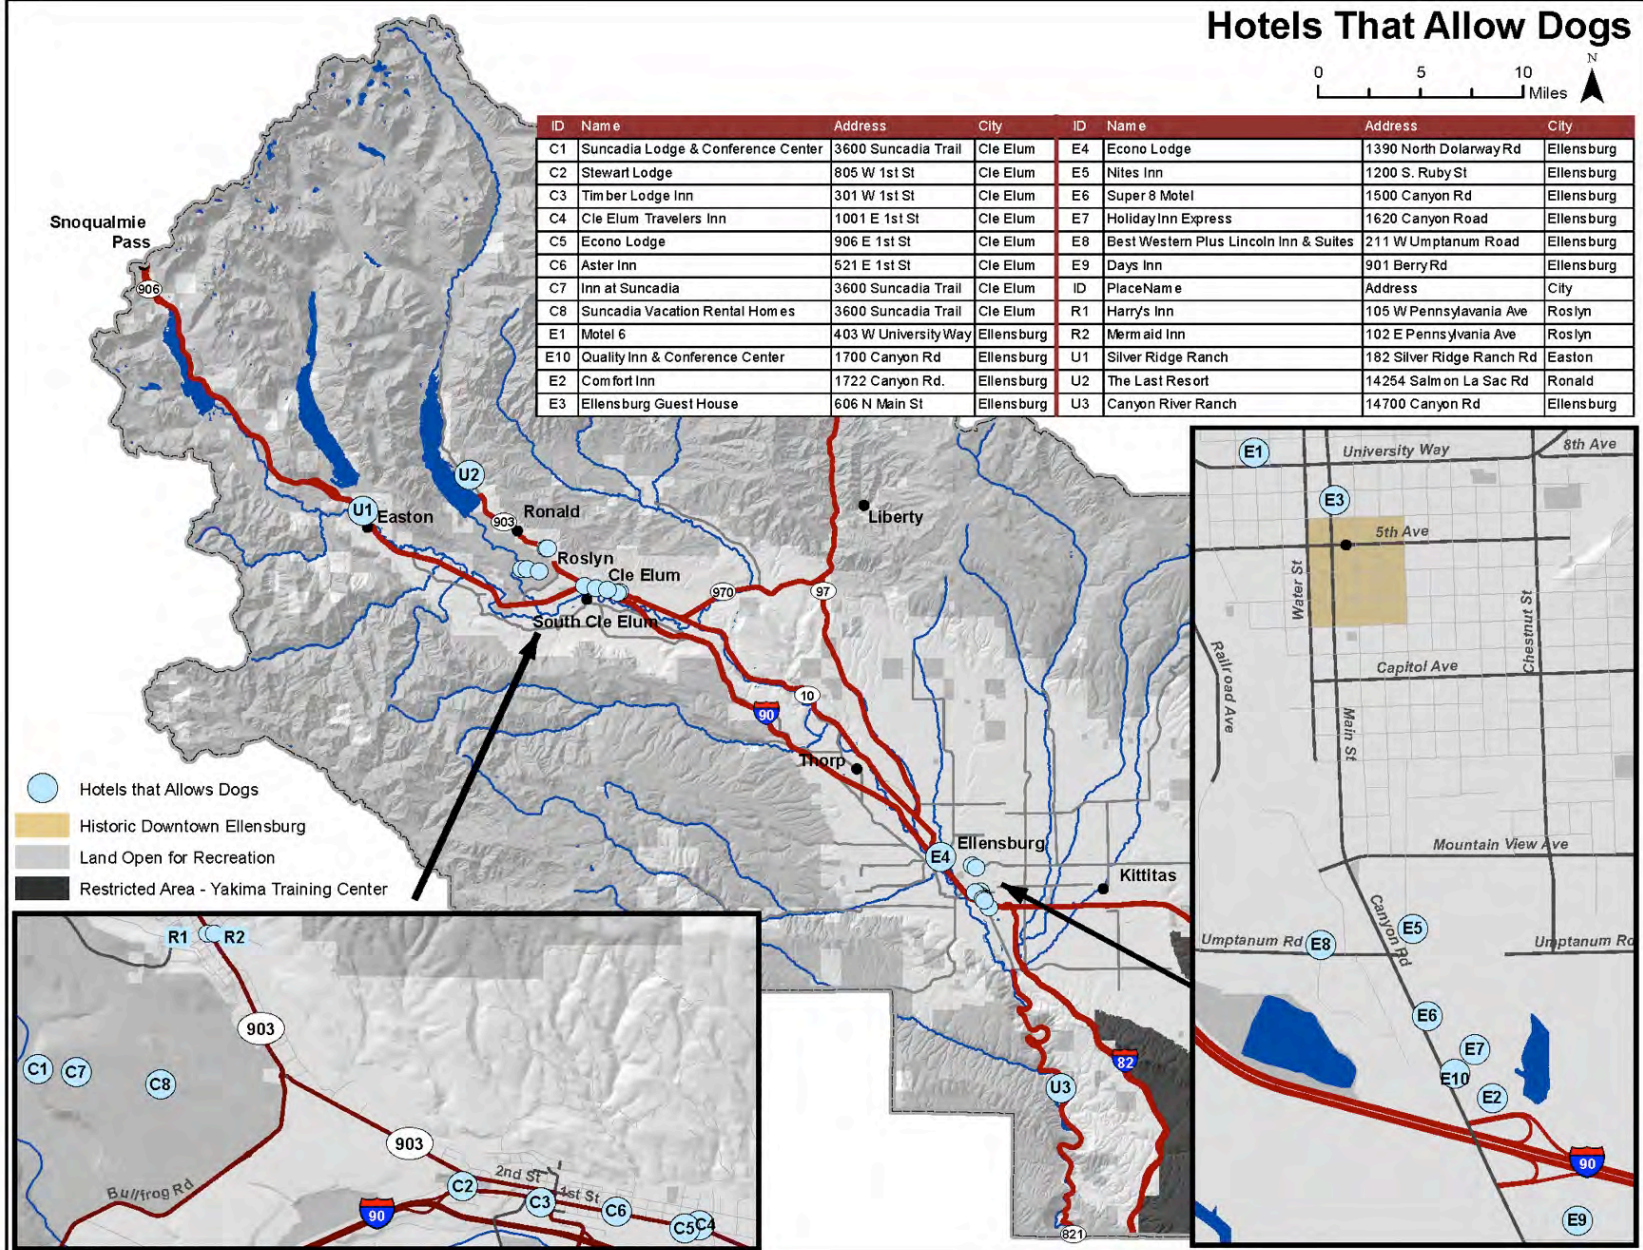 Hotels That Allow Dogs
N
0 5 10
Miles
ID Name Address City ID Name Address City
C1 Suncadia Lodge & Conference Center 3600 Suncadia Trail Cle Elum E4 Econo Lodge 1390 North Dolarway Rd Ellensburg
C2 Stewart Lodge 805 W 1st St Cle Elum E5 Nites Inn 1200 S. Ruby St Ellensburg
C3 Timber Lodge Inn 301 W 1st St Cle Elum E6 Super 8 Motel 1500 Canyon Rd Ellensburg
C4 Cle Elum Travelers Inn 1001 E 1st St Cle Elum E7 Holiday Inn Express 1620 Canyon Road Ellensburg
C5 Econo Lodge 906 E 1st St Cle Elum E8 Best Western Plus Lincoln Inn & Suites 211 W Umptanum Road Ellensburg
C6 Aster Inn 521 E 1st St Cle Elum E9 Days Inn 901 Berry Rd Ellensburg
C7 Inn at Suncadia 3600 Suncadia Trail Cle Elum ID PlaceName Address City
C8 Suncadia Vacation Rental Homes 3600 Suncadia Trail Cle Elum R1 Harry's Inn 105 W Pennsylavania Ave Roslyn
E1 Motel 6 403 W University Way Ellensburg R2 Mermaid Inn 102 E Pennsylvania Ave Roslyn
E10 Quality Inn & Conference Center 1700 Canyon Rd Ellensburg U1 Silver Ridge Ranch 182 Silver Ridge Ranch Rd Easton
E2 Comfort Inn 1722 Canyon Rd. Ellensburg U2 The Last Resort 14254 Salmon La Sac Rd Ronald
E3 Ellensburg Guest House 606 N Main St Ellensburg U3 Canyon River Ranch 14700 Canyon Rd Ellensburg
Snoqualmie
Pass
906
U2
U1
Easton
903
Ronald
Liberty
Roslyn
Cle Elum
970
97
South Cle Elum
10
90
Thorp
Ellensburg
E4
Kittitas
82
U3
821
Hotels that Allows Dogs
Historic Downtown Ellensburg
Land Open for Recreation
Restricted Area - Yakima Training Center
R1 R2
903
C1
C7
C8
903
Bullfrog Rd
2nd St
C2
1st St
C3
C6
90
C5
C4
E1
University Way
8th Ave
E3
5th Ave
Water St
Chestnut St
Railroad Ave
Capitol Ave
Main St
Mountain View Ave
Canyon Rd
E5
Umptanum Rd
E8
Umptanum Rd
E6
E7
E10
E2
90
E9